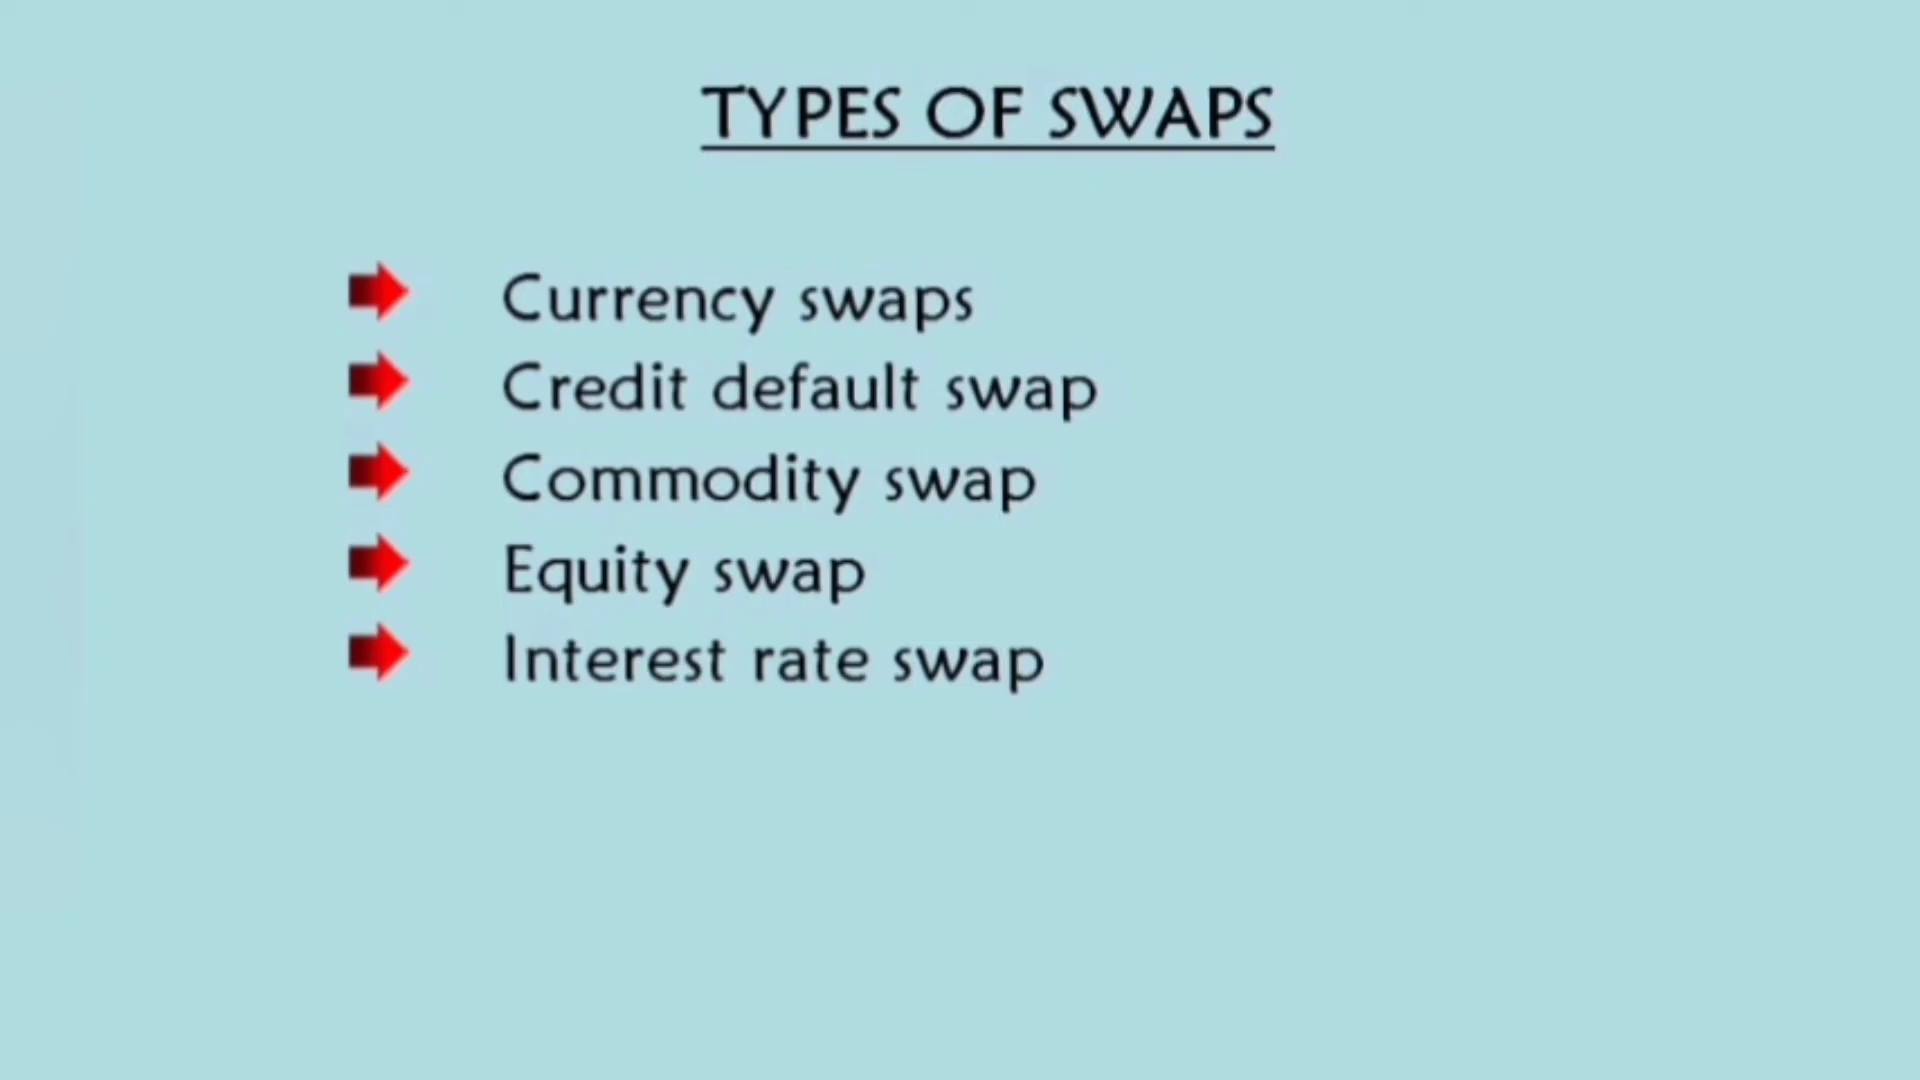 TYPES OF SWAPS
Currency swaps
Credit default swap
Commodity swap
Equity swap
Interest rate swap